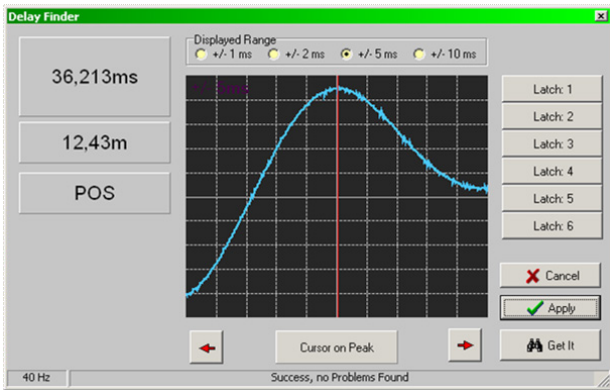 Delay Finder
36,213ms
12,43m
POS
Displayed Range
+/- 1 ms
+/- 2 ms
+/- 5 ms
+/- 10 ms
+/- 5ms
Latch: 1
Latch: 2
Latch: 3
Latch: 4
Latch: 5
Latch: 6
Cancel
Apply
Get It
Cursor on Peak
40 Hz
Success, no Problems Found